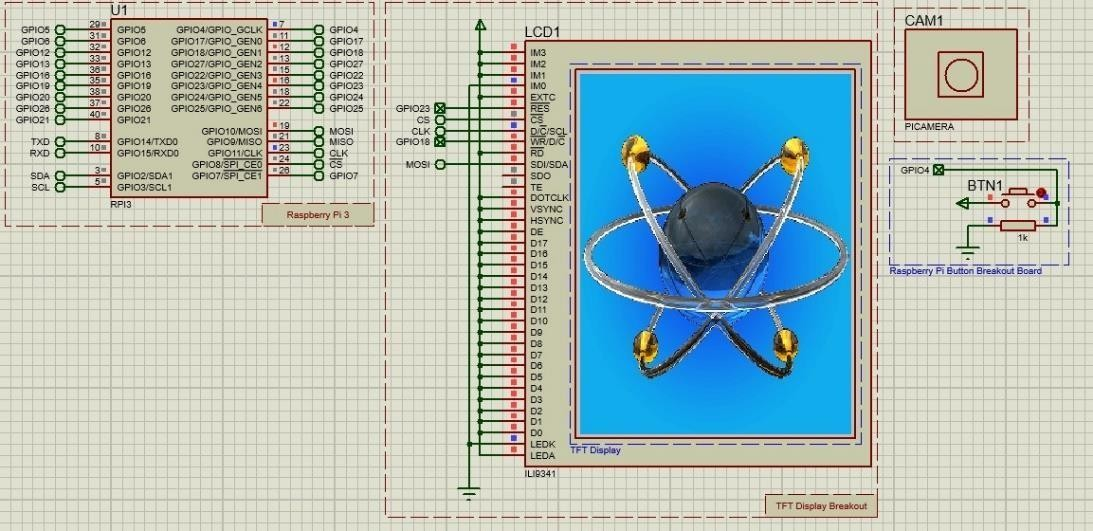 U1
GPIO5 29 GPIO5 GPIO4/GPIO_GCLK 7 GPIO4
GPIO6 31 GPIO6 GPIO17/GPIO_GEN0 11 GPIO17
GPIO12 32 GPIO12 GPIO18/GPIO_GEN1 12 GPIO18
GPIO13 33 GPIO13 GPIO27/GPIO_GEN2 13 GPIO27
GPIO16 36 GPIO16 GPIO22/GPIO_GEN3 15 GPIO22
GPIO19 35 GPIO19 GPIO23/GPIO_GEN4 16 GPIO23
GPIO20 38 GPIO20 GPIO24/GPIO_GEN5 18 GPIO24
GPIO26 37 GPIO26 GPIO25/GPIO_GEN6 22 GPIO25
GPIO21 40 GPIO21
GPIO10/MOSI 19 MOSI
TXD 8 GPIO14/TXD0 GPIO9/MISO 21 MISO
RXD 10 GPIO15/RXD0 GPIO11/CLK 23 CLK
GPIO8/SPI_CE0 24 CS
SDA 3 GPIO2/SDA1 GPIO7/SPI_CE1 26 GPIO7
SCL 5 GPIO3/SCL1
RPI3
Raspberry Pi 3
LCD1
IM3
IM2
IM1
IM0
EXTC
GPIO23 RES
CS CS
CLK D/C/SCL
GPIO18 WR/D/C
RD
MOSI SDI/SDA
SDO
TE
DOTCLK
VSYNC
HSYNC
DE
D17
D16
D15
D14
D13
D12
D11
D10
D9
D8
D7
D6
D5
D4
D3
D2
D1
D0
LEDK
LEDA
ILI9341
TFT Display
TFT Display Breakout
CAM1
PICAMERA
GPIO4
BTN1
1k
Raspberry Pi Button Breakout Board